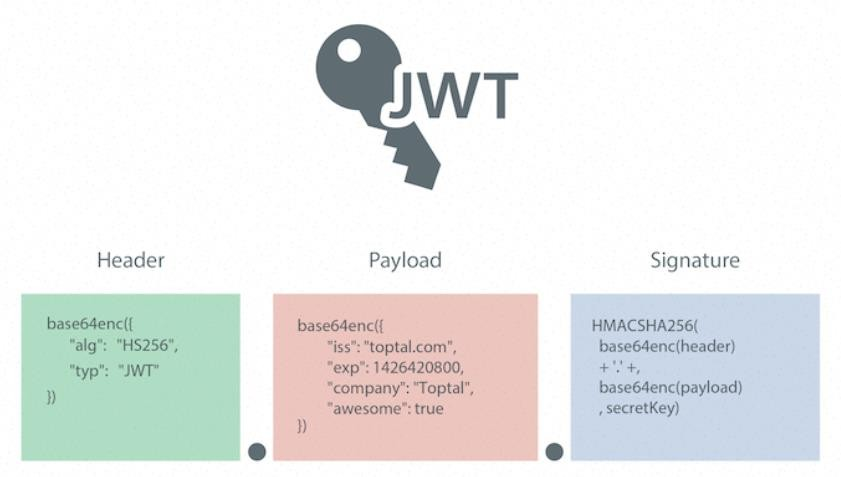 JWT
Header
base64enc({
"alg": "HS256",
"typ": "JWT"
})
Payload
base64enc({
"iss": "toptal.com",
"exp": 1426420800,
"company": "Toptal",
"awesome": true
})
Signature
HMACSHA256(
base64enc(header)
+ '.' +,
base64enc(payload)
, secretKey)